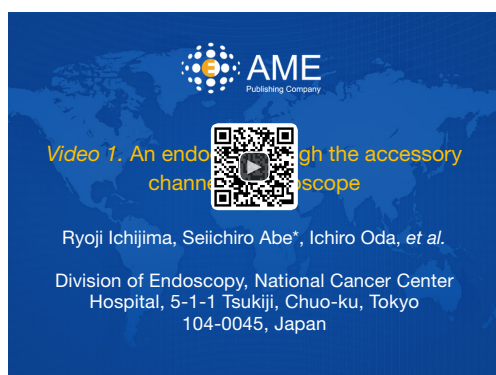 AME
Publishing Company
Video 1. An endo gh the accessory
channe oscope
Ryoji Ichijima, Seiichiro Abe*, Ichiro Oda, et al.
Division of Endoscopy, National Cancer Center
Hospital, 5-1-1 Tsukiji, Chuo-ku, Tokyo
104-0045, Japan